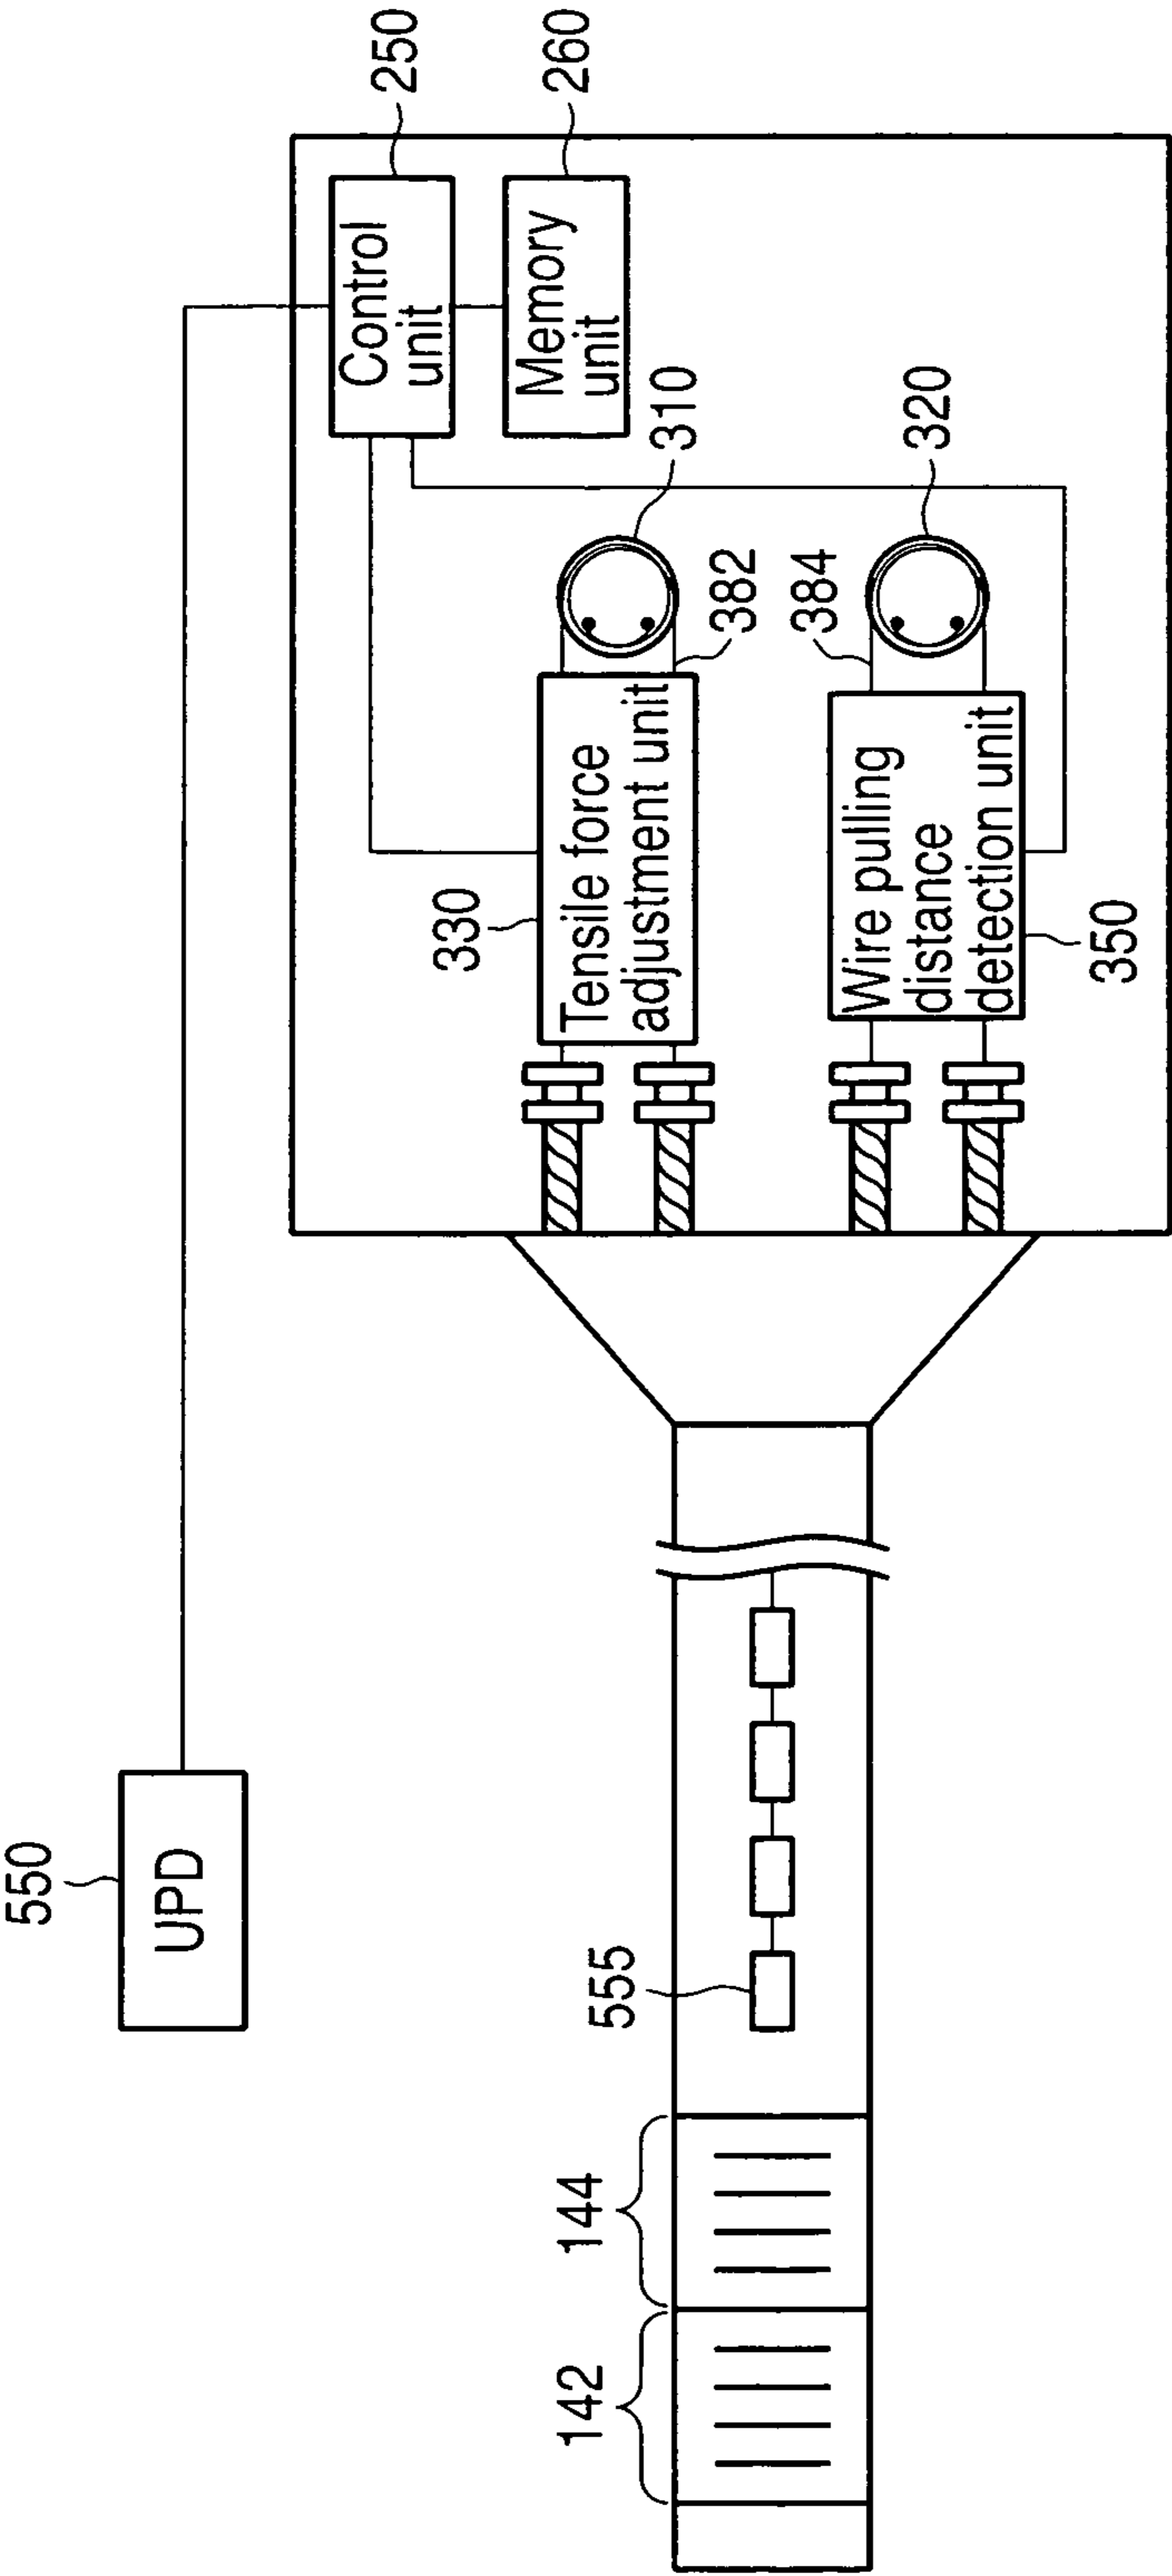 550
UPD
250
Control
unit
260
Memory
unit
310
382
330
Tensile force
adjustment unit
320
384
350
Wire pulling
distance
detection unit
555
144
142